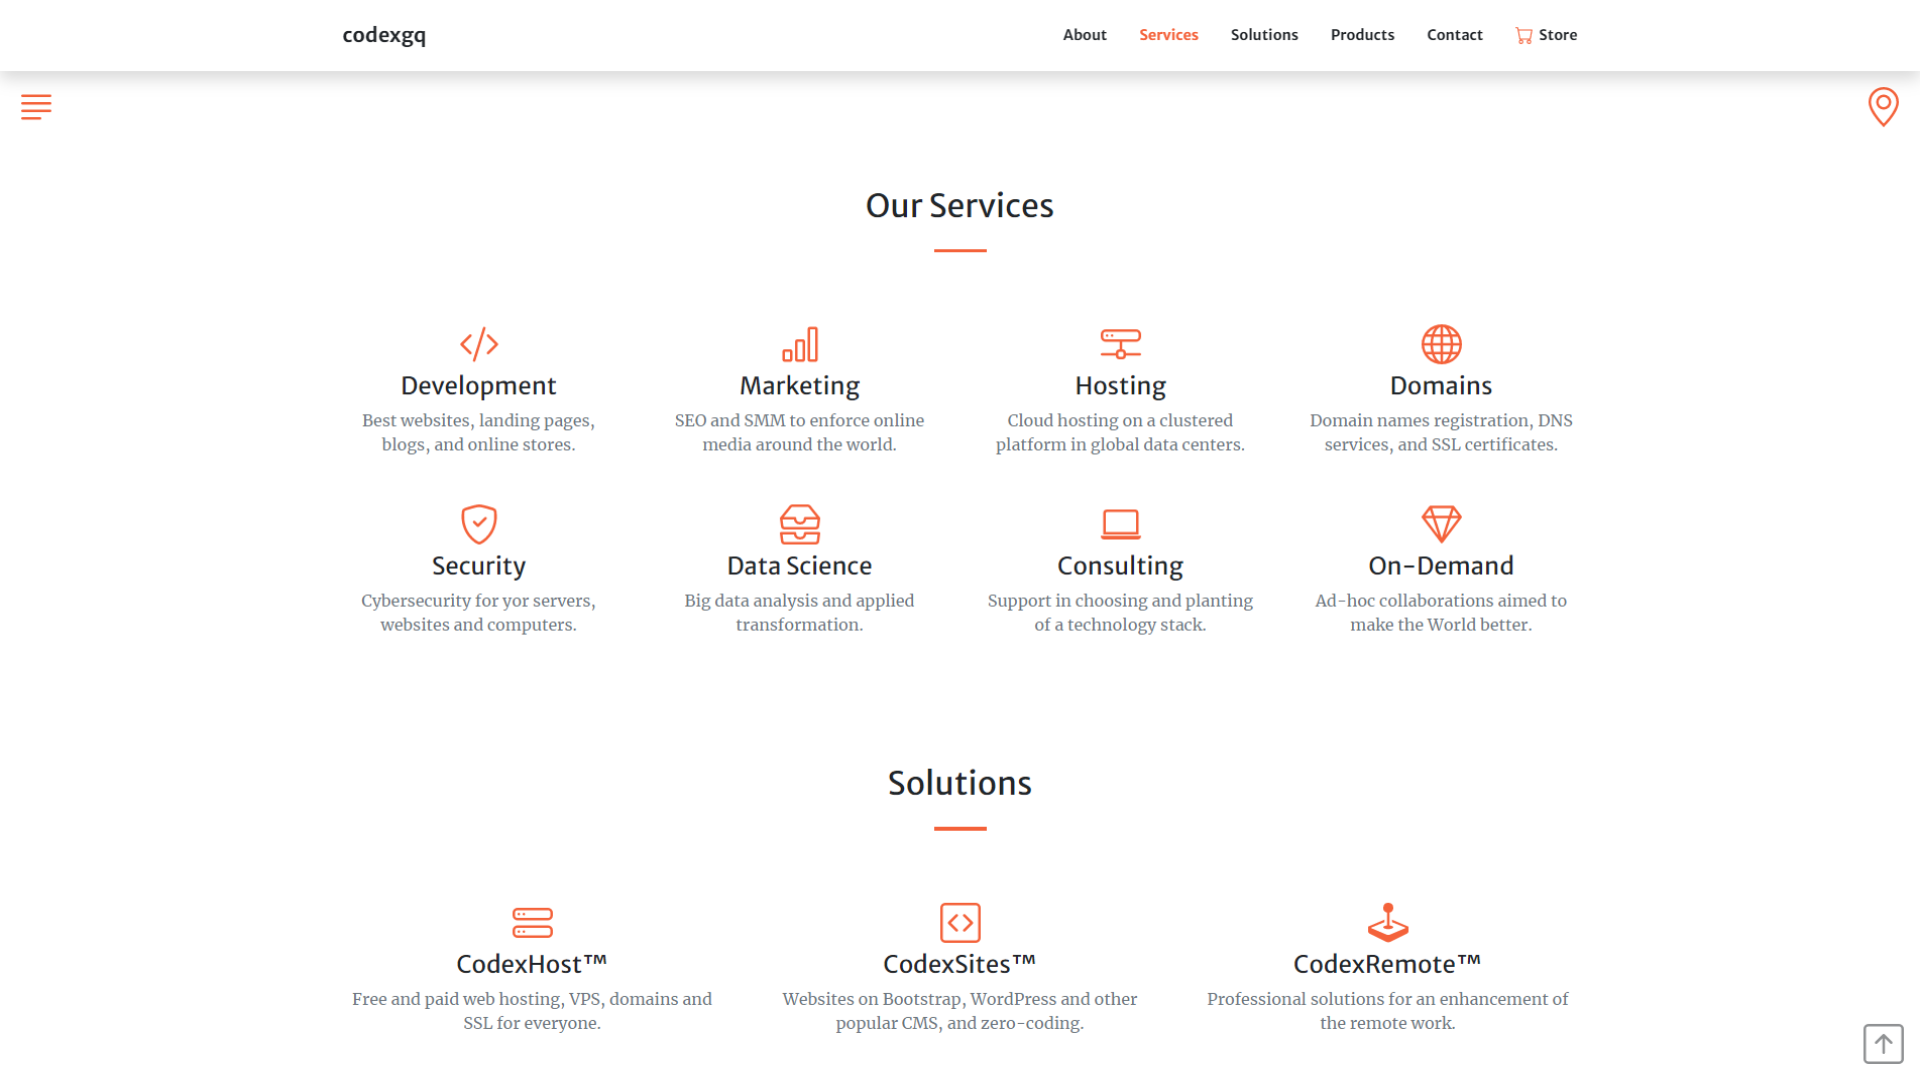 codexgq
About Services Solutions Products Contact Store
Our Services
Development Marketing Hosting Domains
Best websites, landing pages, SEO and SMM to enforce online Cloud hosting on a clustered Domain names registration, DNS
blogs, and online stores. media around the world. platform in global data centers. services, and SSL certificates.
Security Data Science Consulting On-Demand
Cybersecurity for yor servers, Big data analysis and applied Support in choosing and planting Ad-hoc collaborations aimed to
websites and computers. transformation. of a technology stack. make the World better.
Solutions
CodexHost™ CodexSites™ CodexRemote™
Free and paid web hosting, VPS, domains and Websites on Bootstrap, WordPress and other Professional solutions for an enhancement of
SSL for everyone. popular CMS, and zero-coding. the remote work.